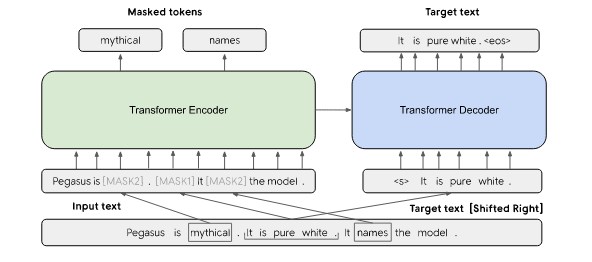 Masked tokens Target text
mythical names It is pure white . <eos>
Transformer Encoder Transformer Decoder
Pegasus is [MASK2] . [MASK1] It [MASK2] the model . <s> It is pure white .
Input text Target text [Shifted Right]
Pegasus is mythical . It is pure white . It names the model .